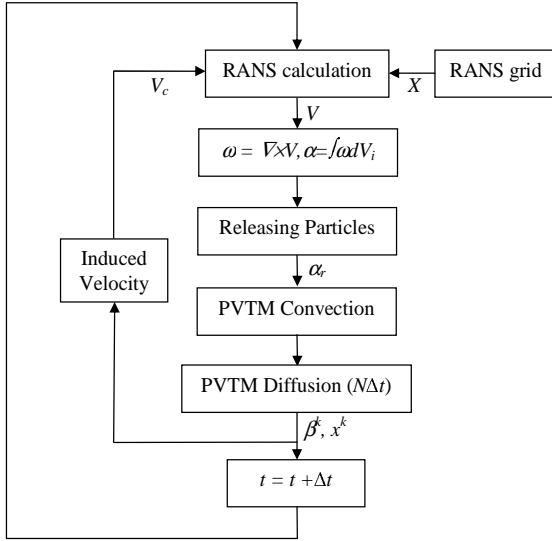 RANS calculation
RANS grid
V_c
X
V
ω = ∇×V, α=∫ωdV_i
Releasing Particles
Induced
Velocity
α_r
PVTM Convection
PVTM Diffusion (NΔt)
β^k, x^k
t = t +Δt